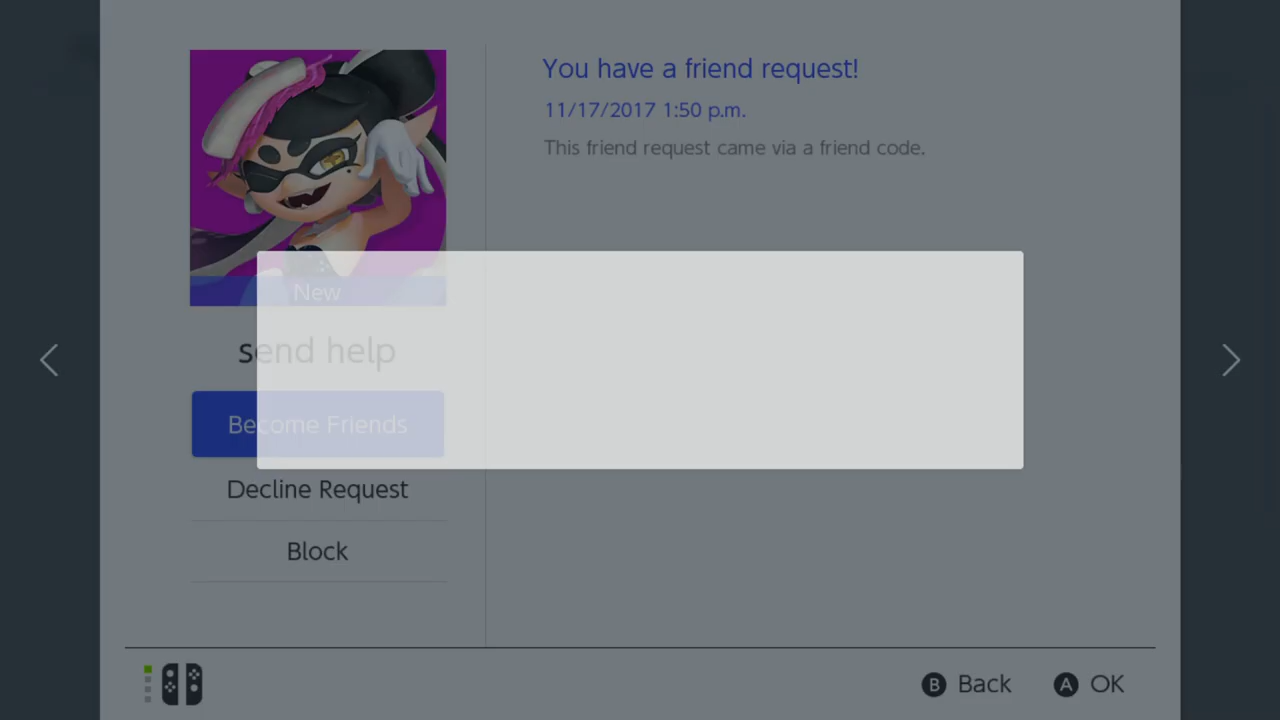 You have a friend request!
11/17/2017 1:50 p.m.
This friend request came via a friend code.
New
send help
Become Friends
Decline Request
Block
B Back
A OK